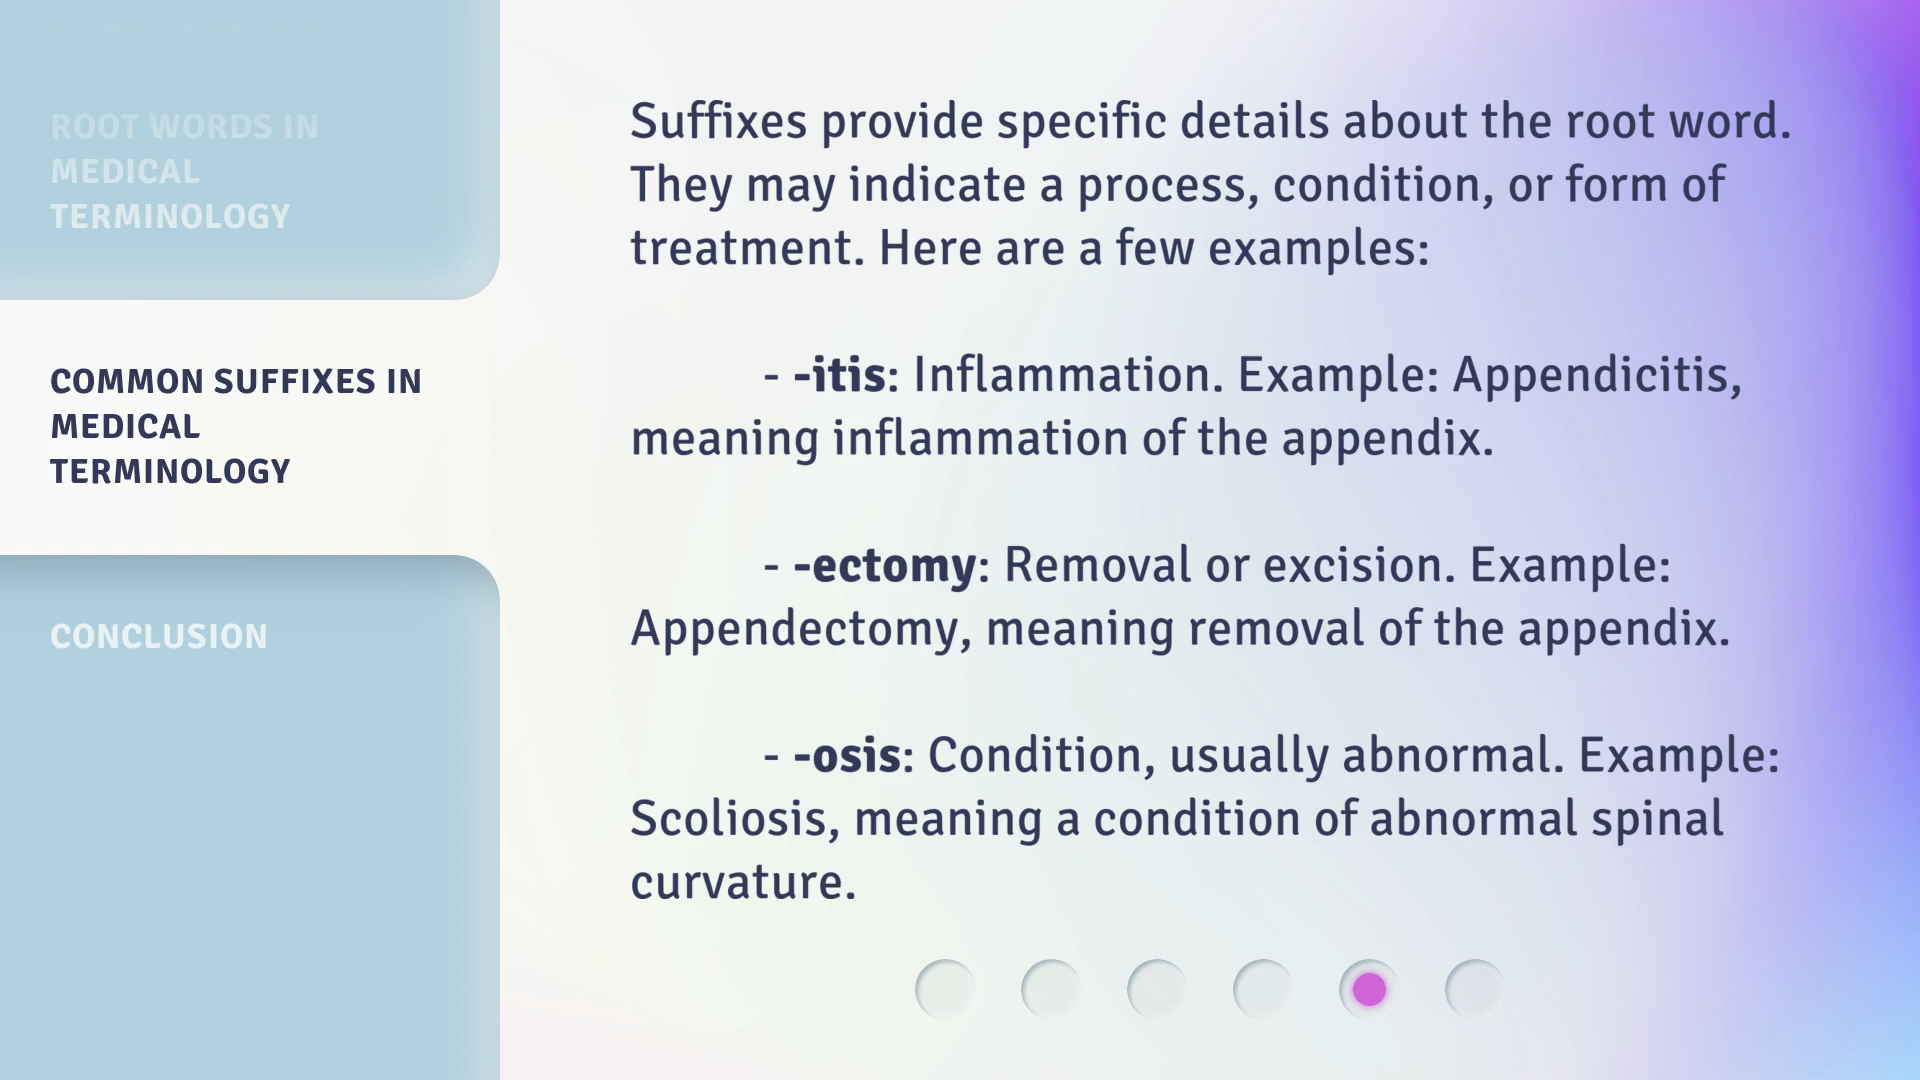 ROOT WORDS IN
MEDICAL
TERMINOLOGY
COMMON SUFFIXES IN
MEDICAL
TERMINOLOGY
CONCLUSION
Suffixes provide specific details about the root word.
They may indicate a process, condition, or form of
treatment. Here are a few examples:
- -itis: Inflammation. Example: Appendicitis,
meaning inflammation of the appendix.
- -ectomy: Removal or excision. Example:
Appendectomy, meaning removal of the appendix.
- -osis: Condition, usually abnormal. Example:
Scoliosis, meaning a condition of abnormal spinal
curvature.